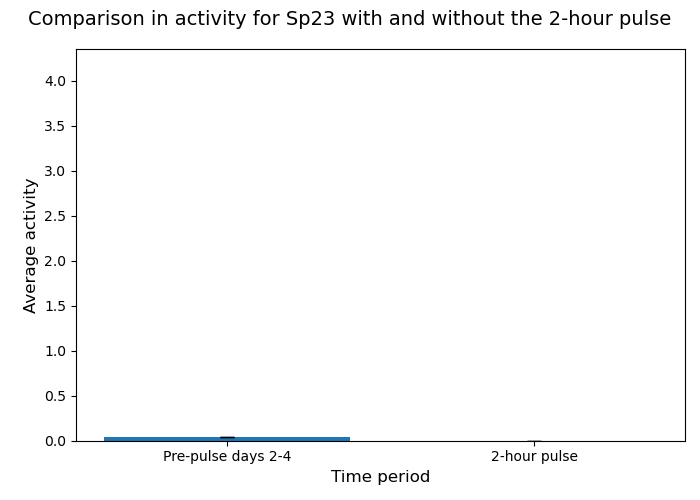 Comparison in activity for Sp23 with and without the 2-hour pulse
4.0
3.5
3.0
2.5
2.0
1.5
1.0
0.5
0.0
Average activity
Pre-pulse days 2-4
2-hour pulse
Time period